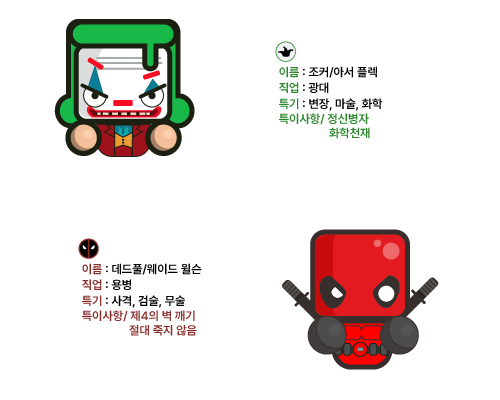 이름 : 조커/아서 플렉
직업 : 광대
특기 : 변장, 마술, 화학
특이사항/ 정신병자
화학천재
이름 : 데드풀/웨이드 윌슨
직업 : 용병
특기 : 사격, 검술, 무술
특이사항/ 제4의 벽 깨기
절대 죽지 않음